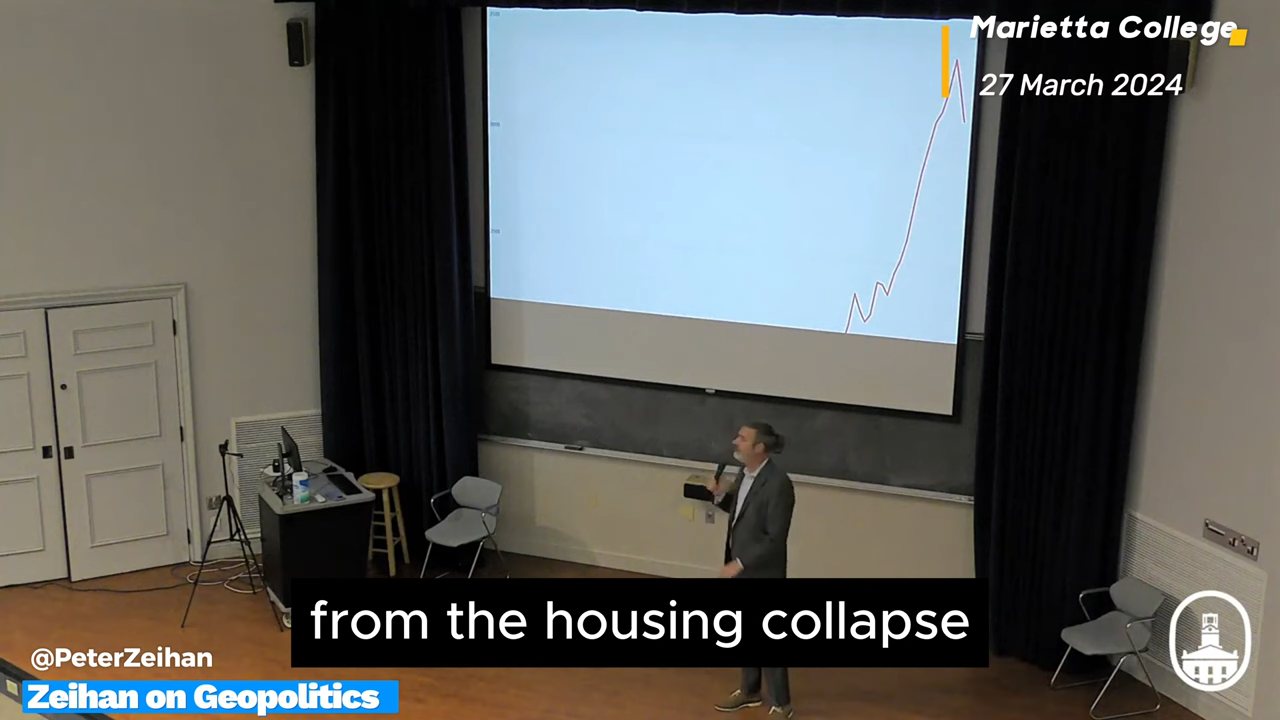 Marietta College
27 March 2024
from the housing collapse
@PeterZeihan
Zeihan on Geopolitics